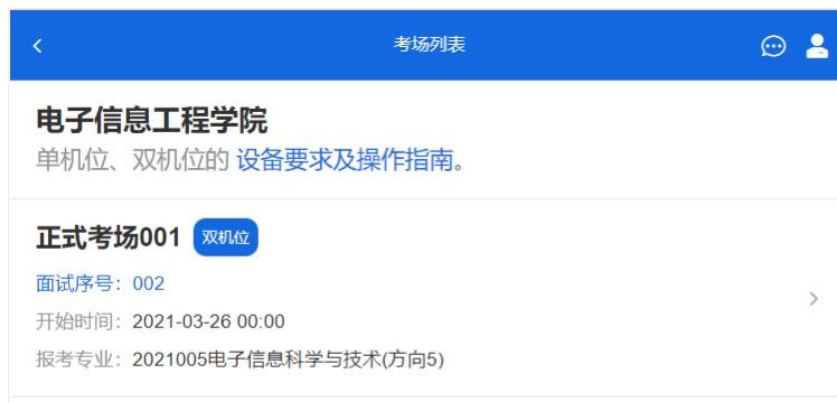 考场列表
电子信息工程学院
单机位、双机位的 设备要求及操作指南。
正式考场001 双机位
面试序号：002
开始时间：2021-03-26 00:00
报考专业：2021005电子信息科学与技术(方向5)